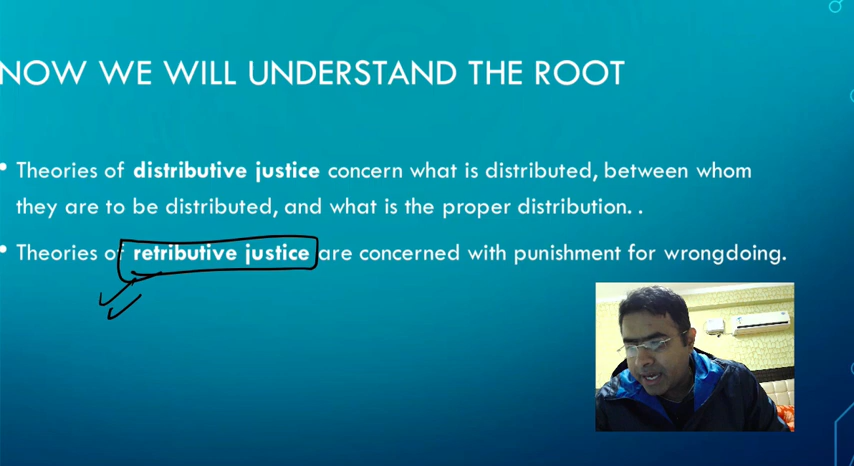 NOW WE WILL UNDERSTAND THE ROOT
• Theories of distributive justice concern what is distributed, between whom
they are to be distributed, and what is the proper distribution. .
• Theories of retributive justice are concerned with punishment for wrongdoing.